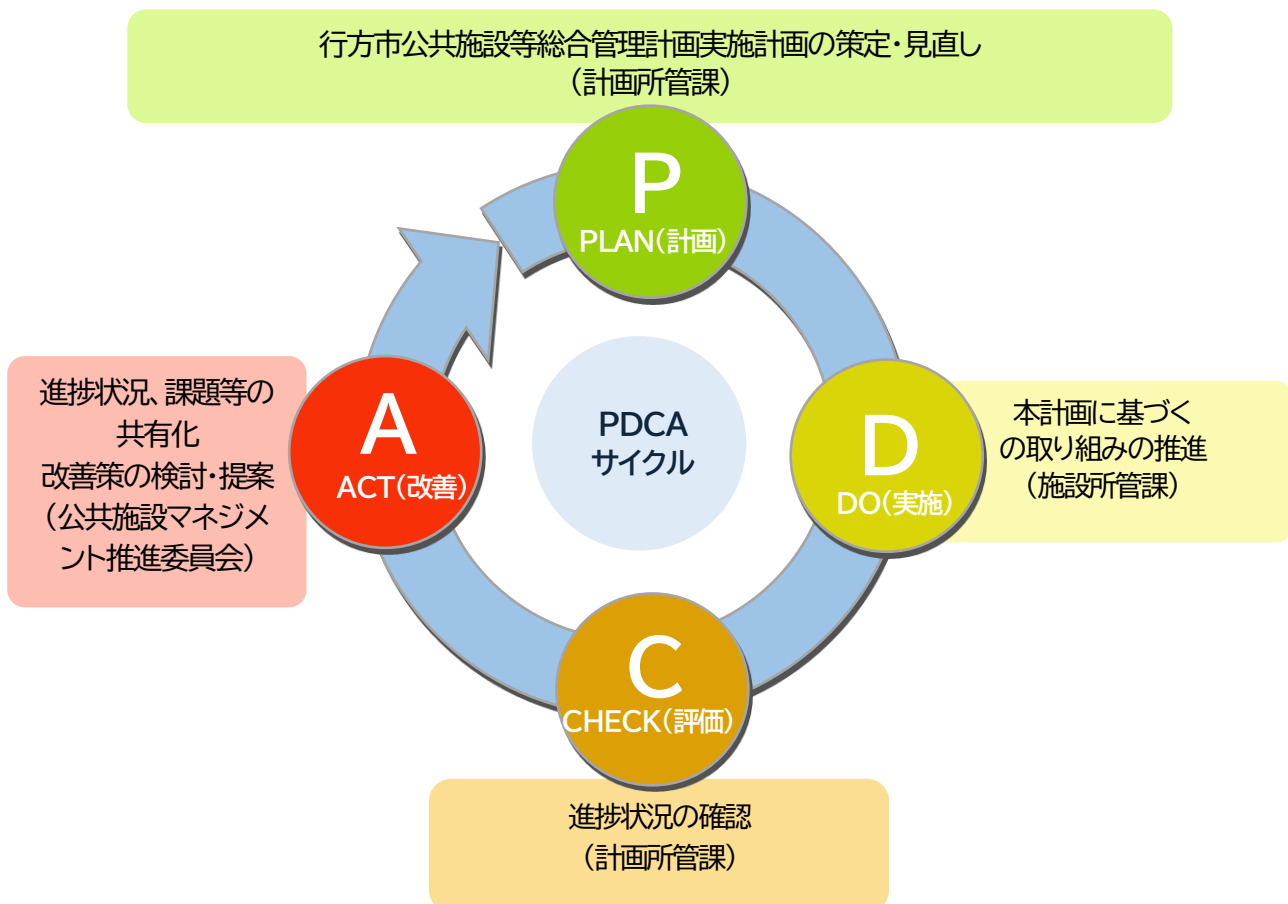 行方市公共施設等総合管理計画実施計画の策定・見直し
（計画所管課）
P
PLAN（計画）
進捗状況、課題等の
共有化
改善策の検討・提案
（公共施設マネジメ
ント推進委員会）
A
ACT（改善）
PDCA
サイクル
D
DO（実施）
本計画に基づく
の取り組みの推進
（施設所管課）
C
CHECK（評価）
進捗状況の確認
（計画所管課）